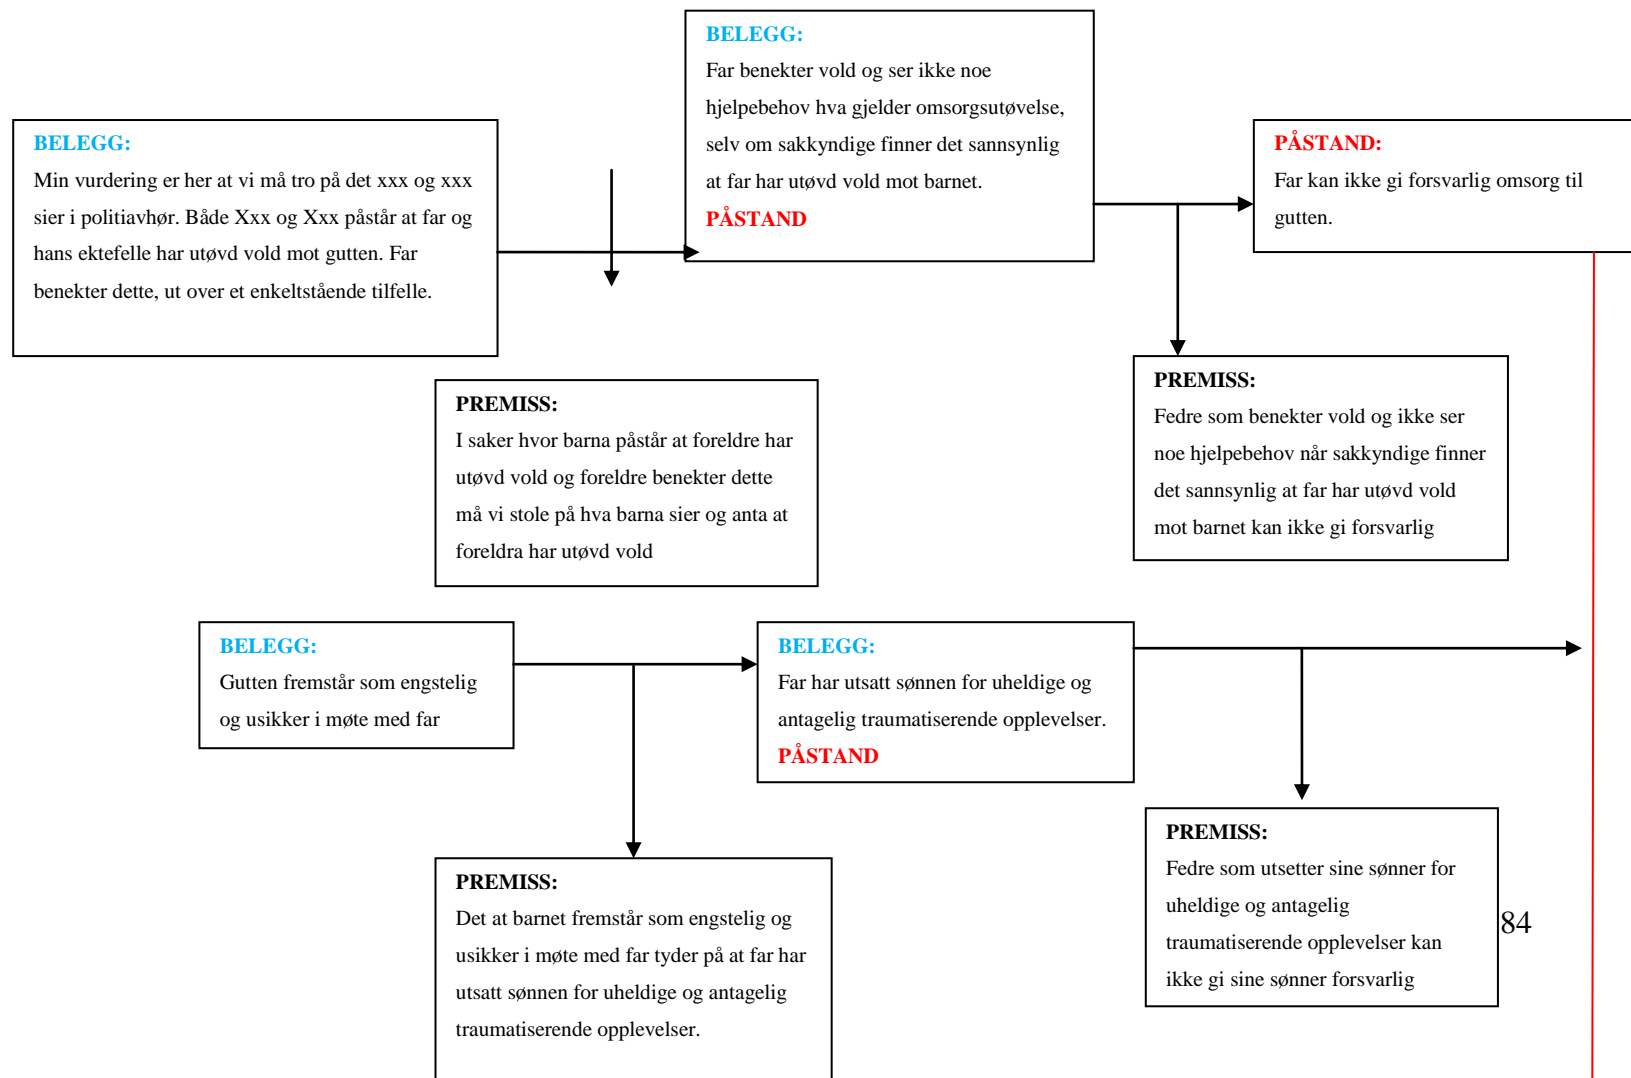 BELEGG:
Far benekter vold og ser ikke noe
hjelpebehov hva gjelder omsorgsutøvelse,
selv om sakkyndige finner det sannsynlig
at far har utøvd vold mot barnet.
PÅSTAND
BELEGG:
Min vurdering er her at vi må tro på det xxx og xxx
sier i politiavhør. Både Xxx og Xxx påstår at far og
hans ektefelle har utøvd vold mot gutten. Far
benekter dette, ut over et enkeltstående tilfelle.
PÅSTAND:
Far kan ikke gi forsvarlig omsorg til
gutten.
PREMISS:
I saker hvor barna påstår at foreldre har
utøvd vold og foreldre benekter dette
må vi stole på hva barna sier og anta at
foreldra har utøvd vold
PREMISS:
Fedre som benekter vold og ikke ser
noe hjelpebehov når sakkyndige finner
det sannsynlig at far har utøvd vold
mot barnet kan ikke gi forsvarlig
BELEGG:
Gutten fremstår som engstelig
og usikker i møte med far
BELEGG:
Far har utsatt sønnen for uheldige og
antagelig traumatiserende opplevelser.
PÅSTAND
PREMISS:
Det at barnet fremstår som engstelig og
usikker i møte med far tyder på at far har
utsatt sønnen for uheldige og antagelig
traumatiserende opplevelser.
PREMISS:
Fedre som utsetter sine sønner for
uheldige og antagelig
traumatiserende opplevelser kan
ikke gi sine sønner forsvarlig
84